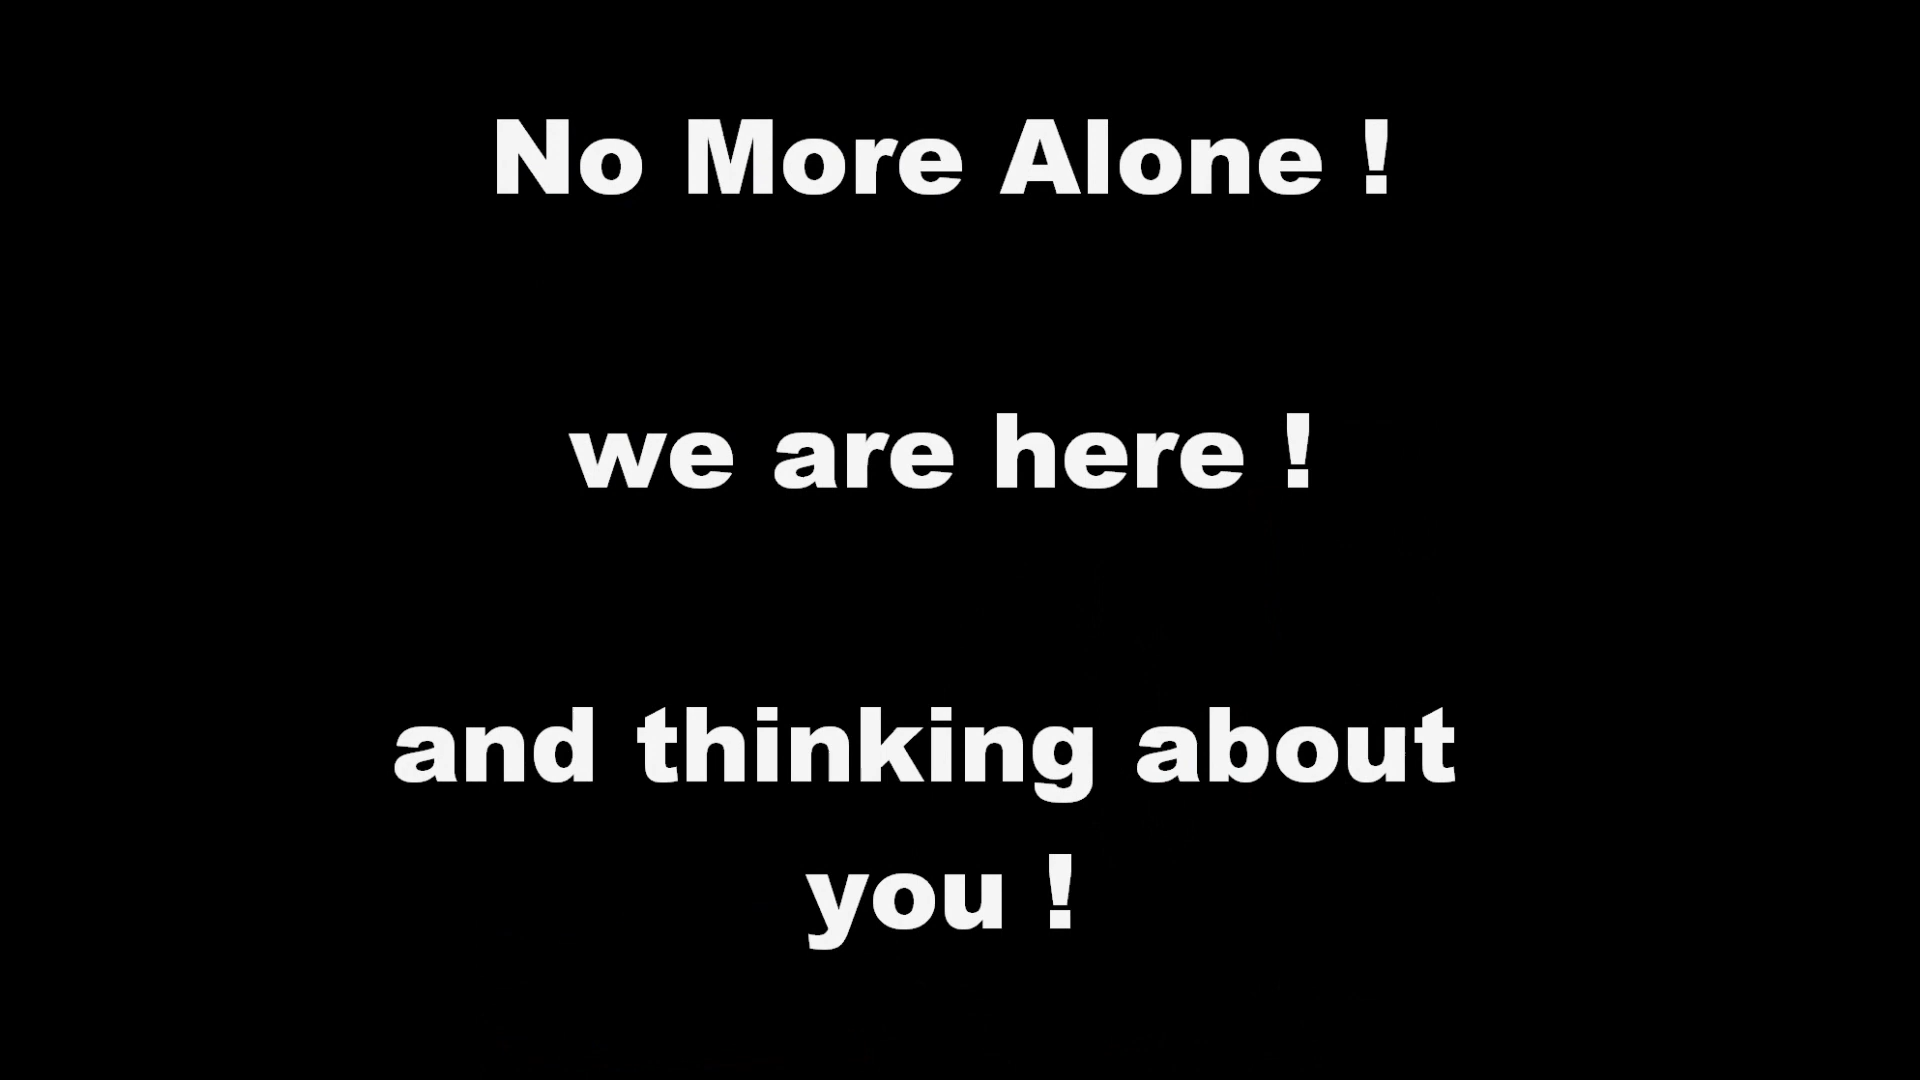 No More Alone !
we are here !
and thinking about
you !